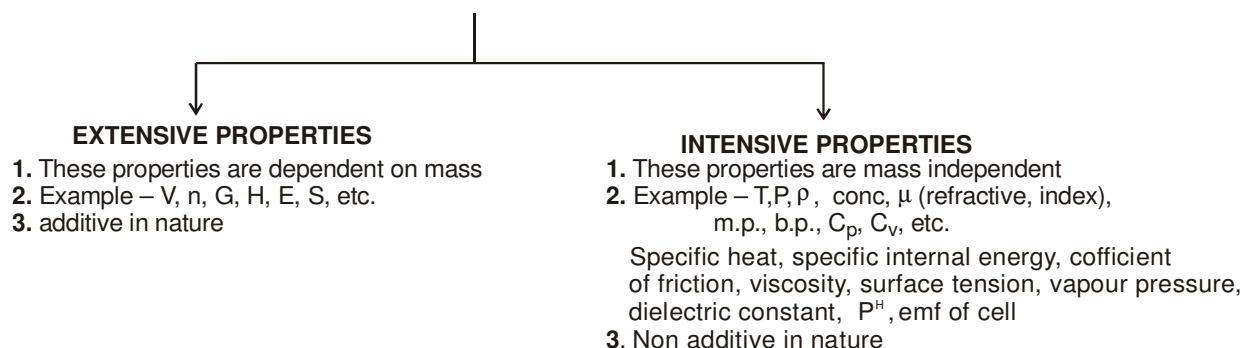 EXTENSIVE PROPERTIES
1. These properties are dependent on mass
2. Example – V, n, G, H, E, S, etc.
3. additive in nature
INTENSIVE PROPERTIES
1. These properties are mass independent
2. Example – T,P, ρ, conc, μ (refractive, index),
m.p., b.p., Cₚ, Cᵥ, etc.
Specific heat, specific internal energy, cofficient
of friction, viscosity, surface tension, vapour pressure,
dielectric constant, Pᴴ, emf of cell
3. Non additive in nature